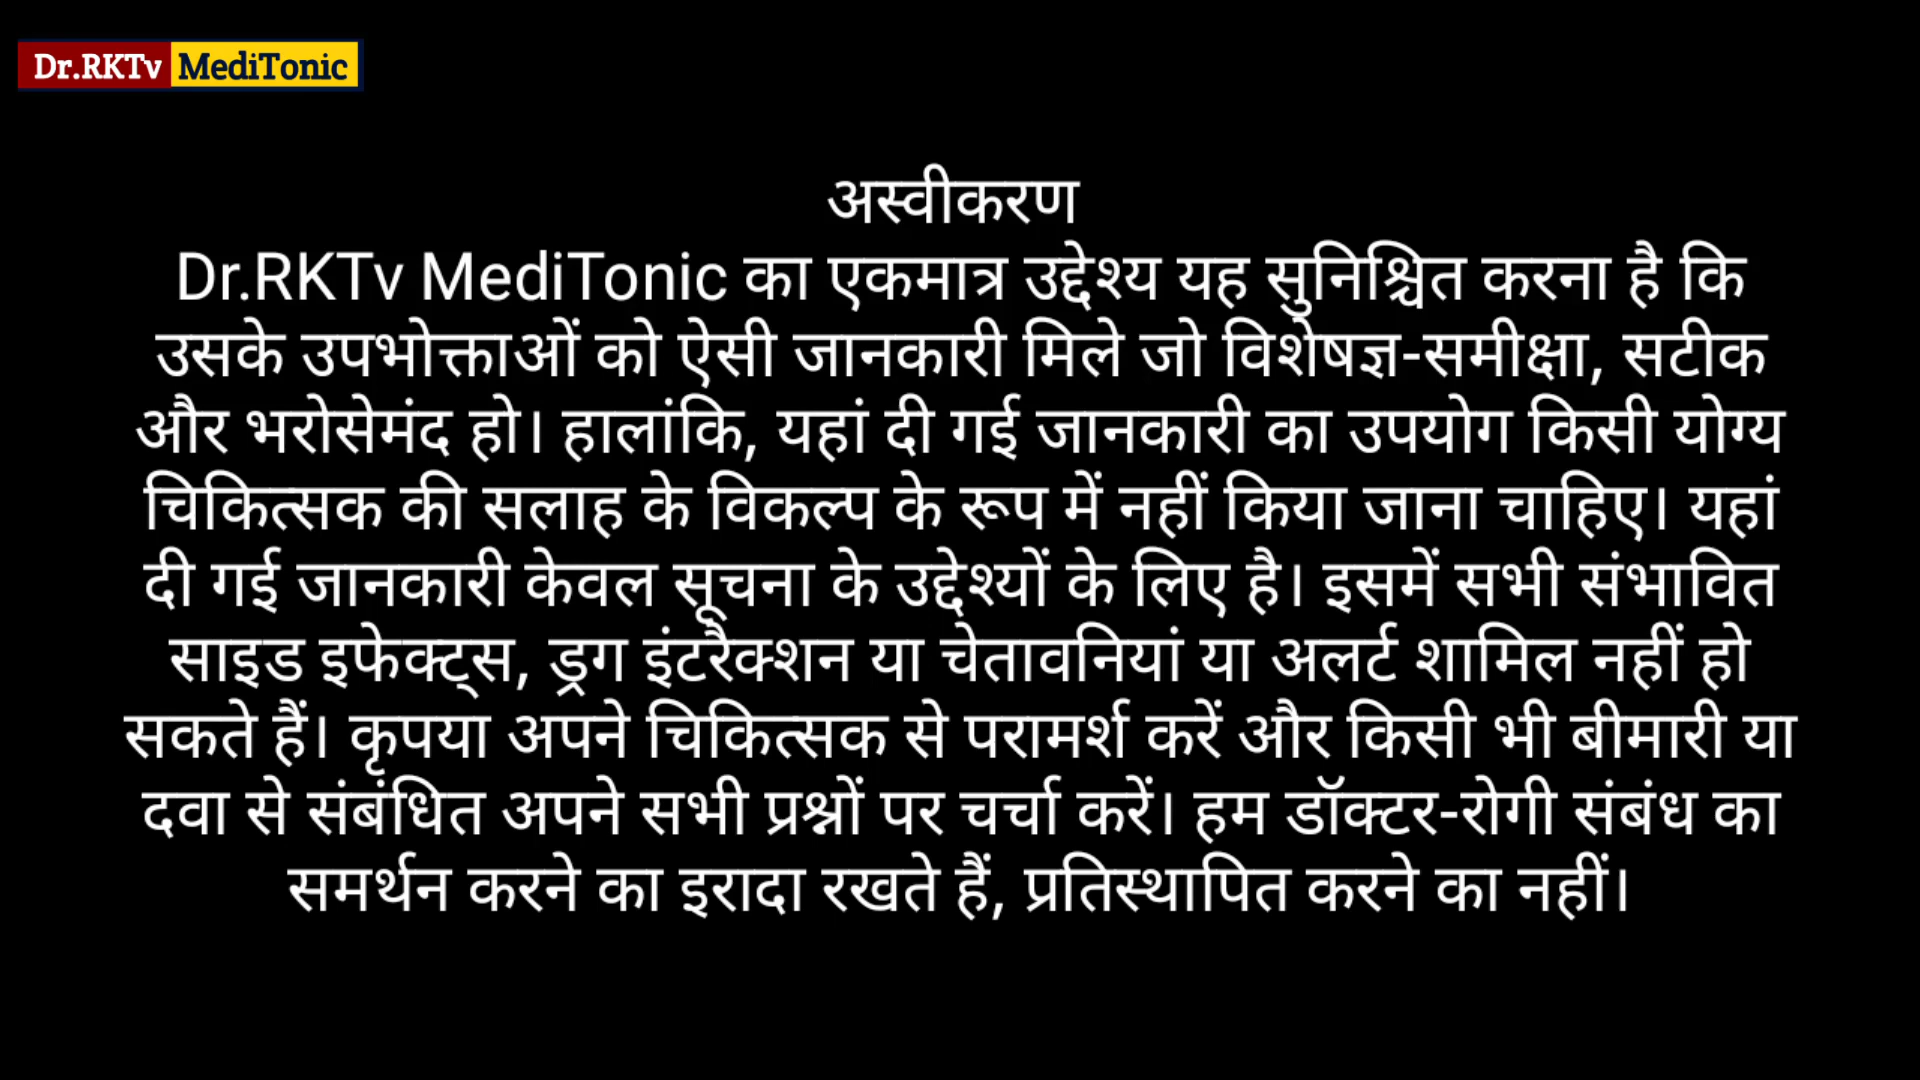 Dr.RKTv MediTonic
अस्वीकरण
Dr.RKTv MediTonic का एकमात्र उद्देश्य यह सुनिश्चित करना है कि
उसके उपभोक्ताओं को ऐसी जानकारी मिले जो विशेषज्ञ-समीक्षा, सटीक
और भरोसेमंद हो। हालांकि, यहां दी गई जानकारी का उपयोग किसी योग्य
चिकित्सक की सलाह के विकल्प के रूप में नहीं किया जाना चाहिए। यहां
दी गई जानकारी केवल सूचना के उद्देश्यों के लिए है। इसमें सभी संभावित
साइड इफेक्ट्स, ड्रग इंटरैक्शन या चेतावनियां या अलर्ट शामिल नहीं हो
सकते हैं। कृपया अपने चिकित्सक से परामर्श करें और किसी भी बीमारी या
दवा से संबंधित अपने सभी प्रश्नों पर चर्चा करें। हम डॉक्टर-रोगी संबंध का
समर्थन करने का इरादा रखते हैं, प्रतिस्थापित करने का नहीं।